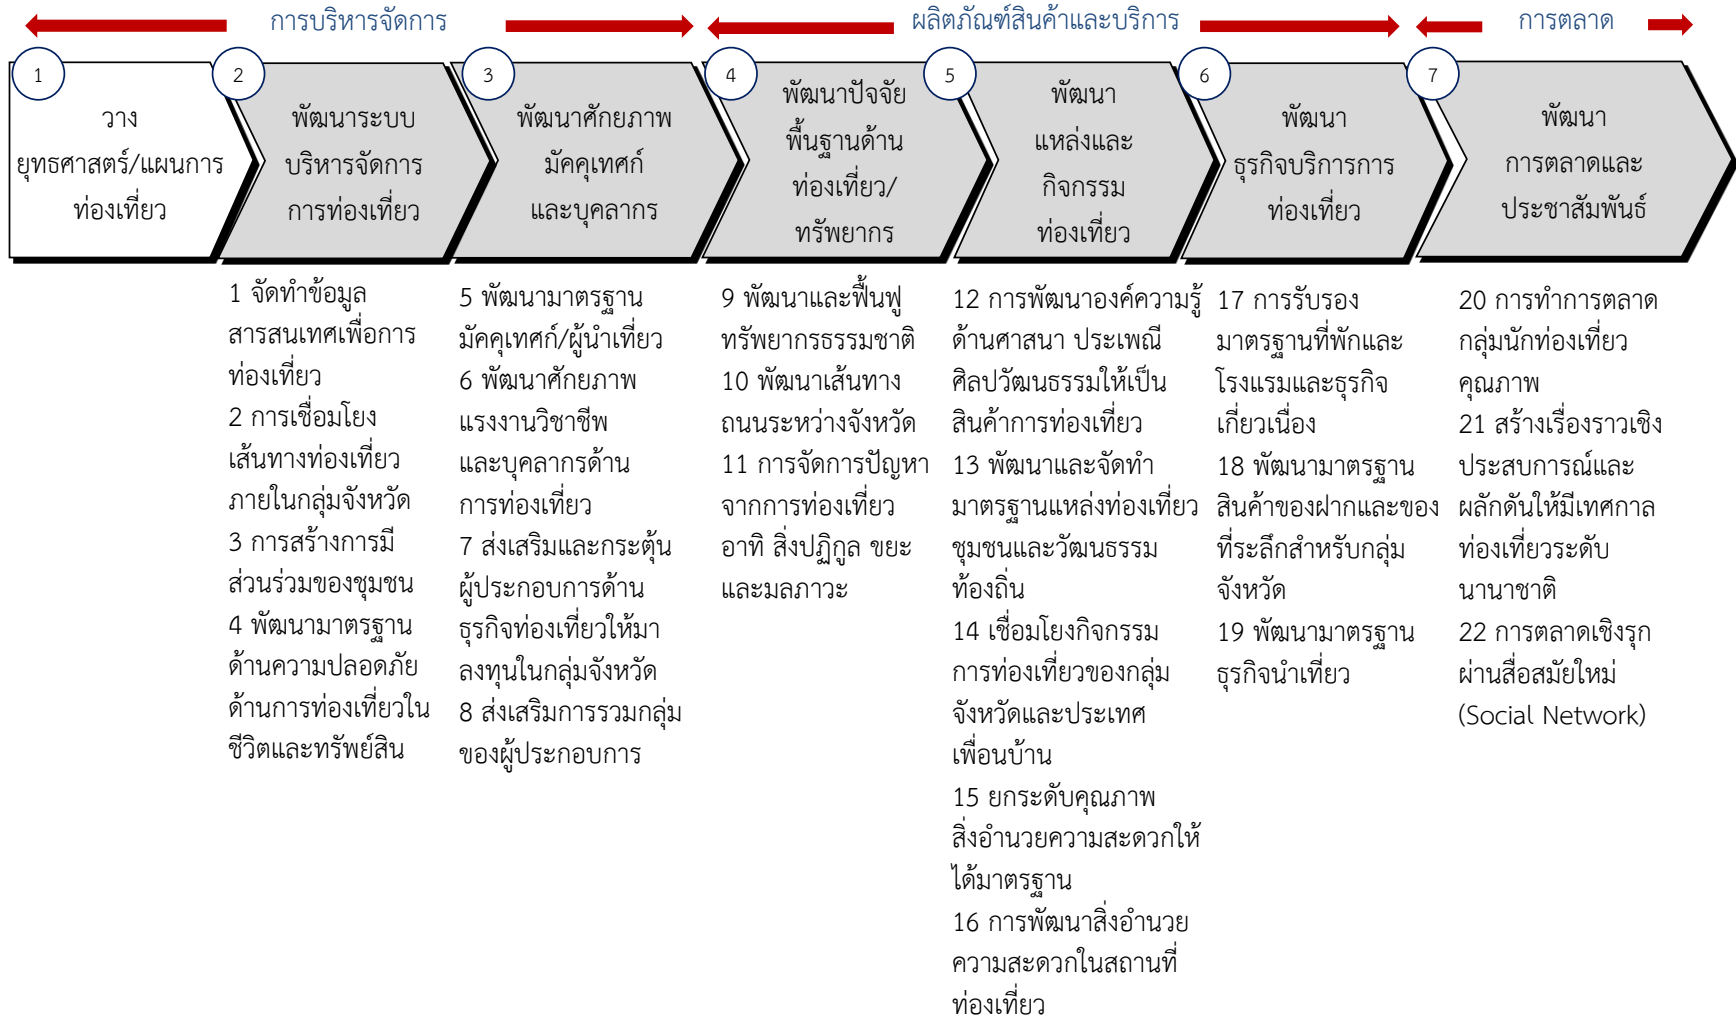 การบริหารจัดการ
ผลิตภัณฑ์สินค้าและบริการ
การตลาด
1
วาง
ยุทธศาสตร์/แผนการ
ท่องเที่ยว
2
พัฒนาระบบ
บริหารจัดการ
การท่องเที่ยว
3
พัฒนาศักยภาพ
มัคคุเทศก์
และบุคลากร
4
พัฒนาปัจจัย
พื้นฐานด้าน
ท่องเที่ยว/
ทรัพยากร
5
พัฒนา
แหล่งและ
กิจกรรม
ท่องเที่ยว
6
พัฒนา
ธุรกิจบริการการ
ท่องเที่ยว
7
พัฒนา
การตลาดและ
ประชาสัมพันธ์
1 จัดทำข้อมูล
สารสนเทศเพื่อการ
ท่องเที่ยว
2 การเชื่อมโยง
เส้นทางท่องเที่ยว
ภายในกลุ่มจังหวัด
3 การสร้างการมี
ส่วนร่วมของชุมชน
4 พัฒนามาตรฐาน
ด้านความปลอดภัย
ด้านการท่องเที่ยวใน
ชีวิตและทรัพย์สิน
5 พัฒนามาตรฐาน
มัคคุเทศก์/ผู้นำเที่ยว
6 พัฒนาศักยภาพ
แรงงานวิชาชีพ
และบุคลากรด้าน
การท่องเที่ยว
7 ส่งเสริมและกระตุ้น
ผู้ประกอบการด้าน
ธุรกิจท่องเที่ยวให้มา
ลงทุนในกลุ่มจังหวัด
8 ส่งเสริมการรวมกลุ่ม
ของผู้ประกอบการ
9 พัฒนาและฟื้นฟู
ทรัพยากรธรรมชาติ
10 พัฒนาเส้นทาง
ถนนระหว่างจังหวัด
11 การจัดการปัญหา
จากการท่องเที่ยว
อาทิ สิ่งปฏิกูล ขยะ
และมลภาวะ
12 การพัฒนาองค์ความรู้
ด้านศาสนา ประเพณี
ศิลปวัฒนธรรมให้เป็น
สินค้าการท่องเที่ยว
13 พัฒนาและจัดทำ
มาตรฐานแหล่งท่องเที่ยว
ชุมชนและวัฒนธรรม
ท้องถิ่น
14 เชื่อมโยงกิจกรรม
การท่องเที่ยวของกลุ่ม
จังหวัดและประเทศ
เพื่อนบ้าน
15 ยกระดับคุณภาพ
สิ่งอำนวยความสะดวกให้
ได้มาตรฐาน
16 การพัฒนาสิ่งอำนวย
ความสะดวกในสถานที่
ท่องเที่ยว
17 การรับรอง
มาตรฐานที่พักและ
โรงแรมและธุรกิจ
เกี่ยวเนื่อง
18 พัฒนามาตรฐาน
สินค้าของฝากและของ
ที่ระลึกสำหรับกลุ่ม
จังหวัด
19 พัฒนามาตรฐาน
ธุรกิจนำเที่ยว
20 การทำการตลาด
กลุ่มนักท่องเที่ยว
คุณภาพ
21 สร้างเรื่องราวเชิง
ประสบการณ์และ
ผลักดันให้มีเทศกาล
ท่องเที่ยวระดับ
นานาชาติ
22 การตลาดเชิงรุก
ผ่านสื่อสมัยใหม่
(Social Network)